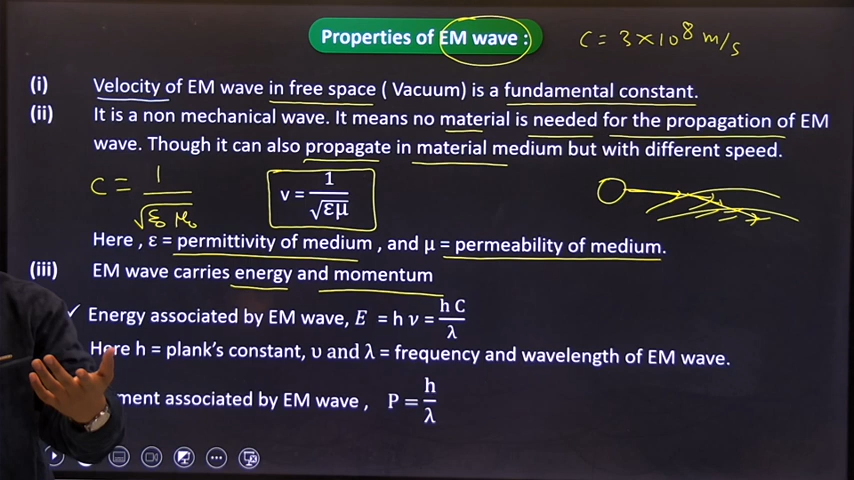 Properties of EM wave :
C = 3×10⁸ m/s
(i) Velocity of EM wave in free space ( Vacuum) is a fundamental constant.
(ii) It is a non mechanical wave. It means no material is needed for the propagation of EM
wave. Though it can also propagate in material medium but with different speed.
C = 1/√ε₀ μ₀
v = 1/√εμ
Here , ε = permittivity of medium , and μ = permeability of medium.
(iii) EM wave carries energy and momentum
✓ Energy associated by EM wave, E = h ν = h C/λ
Here h = plank's constant, υ and λ = frequency and wavelength of EM wave.
ment associated by EM wave , P = h/λ